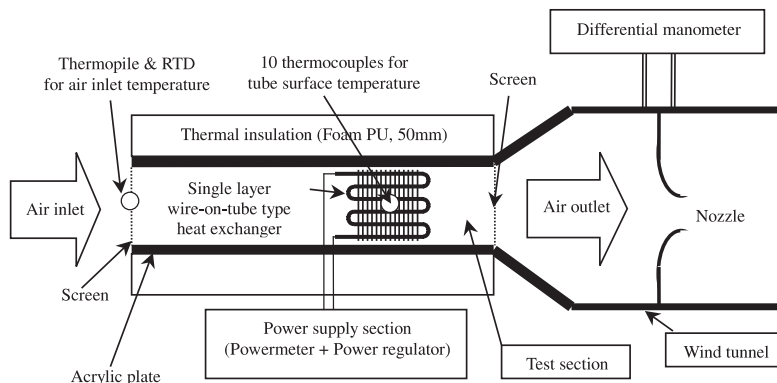 Differential manometer
Thermopile & RTD
for air inlet temperature
10 thermocouples for
tube surface temperature
Screen
Thermal insulation (Foam PU, 50mm)
Air inlet
Single layer
wire-on-tube type
heat exchanger
Air outlet
Nozzle
Screen
Power supply section
(Powermeter + Power regulator)
Test section
Wind tunnel
Acrylic plate